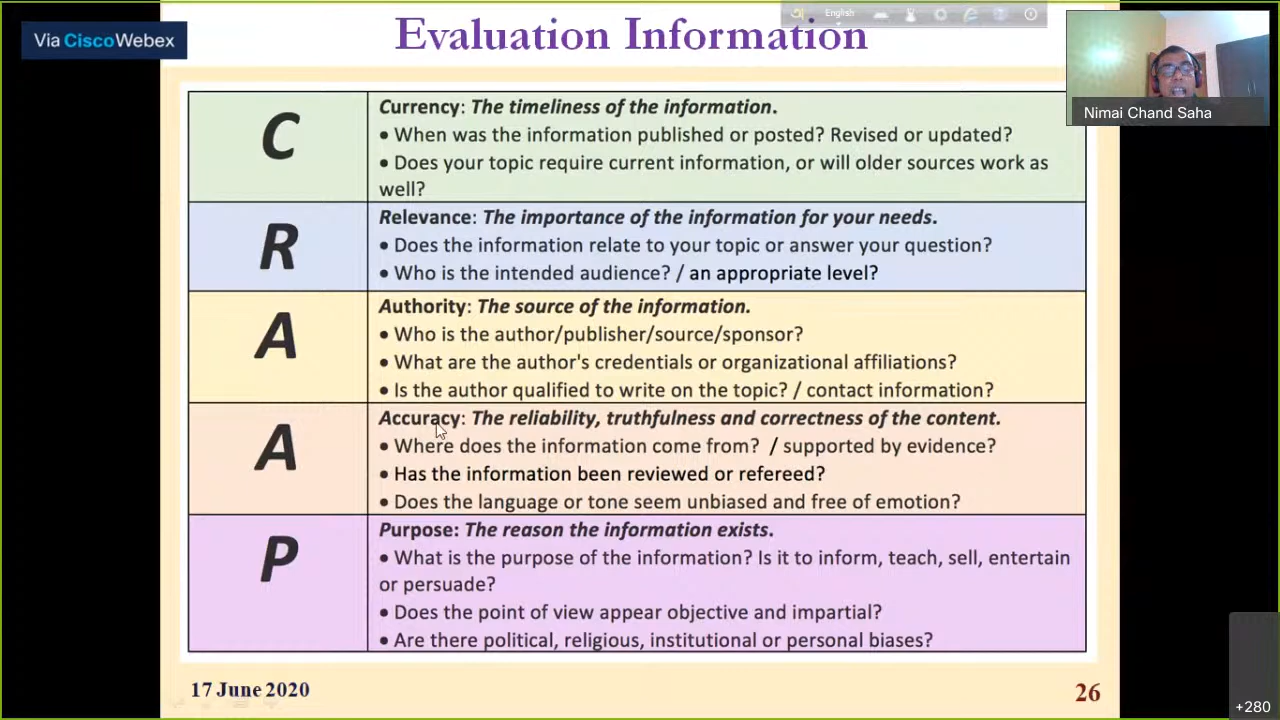 Via CiscoWebex
Evaluation Information
English
Nimai Chand Saha
C
Currency: The timeliness of the information.
• When was the information published or posted? Revised or updated?
• Does your topic require current information, or will older sources work as
well?
R
Relevance: The importance of the information for your needs.
• Does the information relate to your topic or answer your question?
• Who is the intended audience? / an appropriate level?
A
Authority: The source of the information.
• Who is the author/publisher/source/sponsor?
• What are the author's credentials or organizational affiliations?
• Is the author qualified to write on the topic? / contact information?
A
Accuracy: The reliability, truthfulness and correctness of the content.
• Where does the information come from? / supported by evidence?
• Has the information been reviewed or refereed?
• Does the language or tone seem unbiased and free of emotion?
P
Purpose: The reason the information exists.
• What is the purpose of the information? Is it to inform, teach, sell, entertain
or persuade?
• Does the point of view appear objective and impartial?
• Are there political, religious, institutional or personal biases?
17 June 2020
26
+280